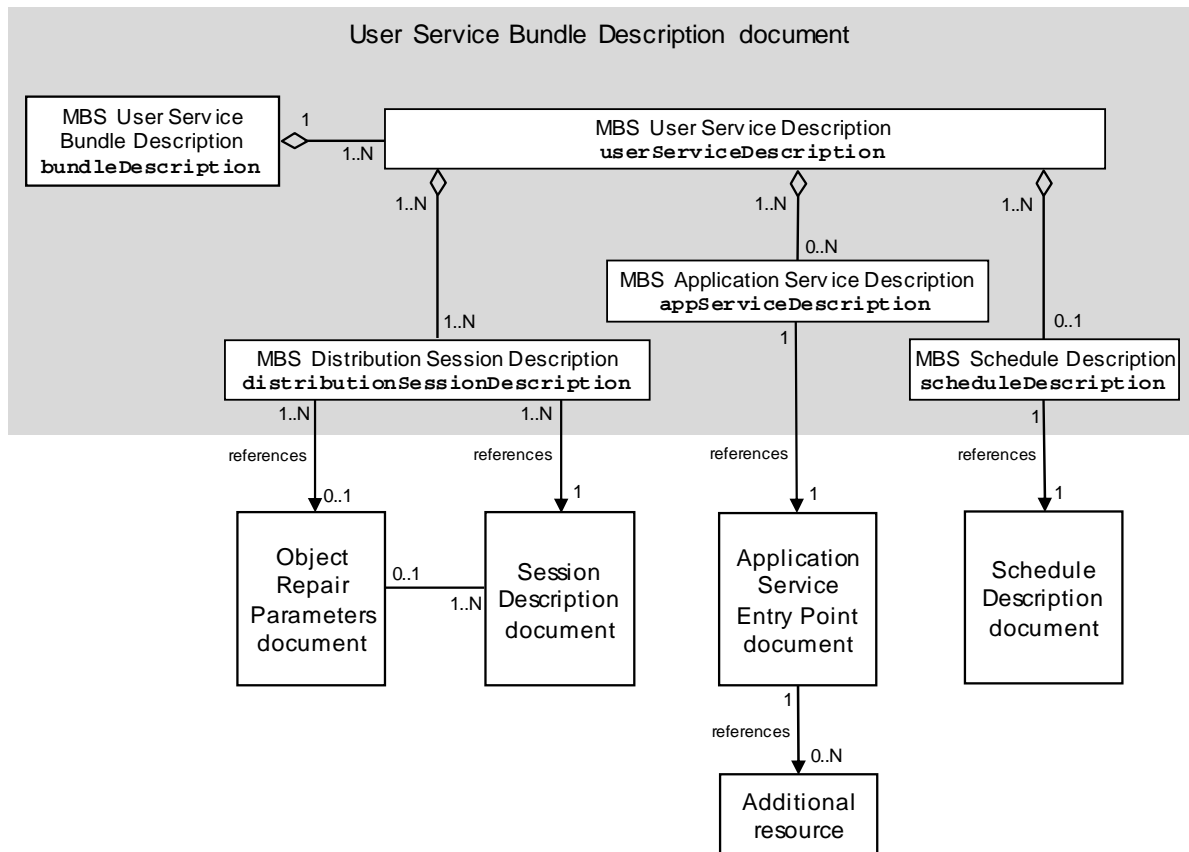 User Service Bundle Description document
MBS User Service
Bundle Description
bundleDescription
1
1..N
MBS User Service Description
userServiceDescription
1..N
1..N
1..N
0..N
MBS Application Service Description
appServiceDescription
1..N
0..1
MBS Distribution Session Description
distributionSessionDescription
MBS Schedule Description
scheduleDescription
1..N
1..N
1
1
references
references
references
references
0..1
1
1
1
Object
Repair
Parameters
document
0..1
1..N
Session
Description
document
Application
Service
Entry Point
document
Schedule
Description
document
1
references
0..N
Additional
resource